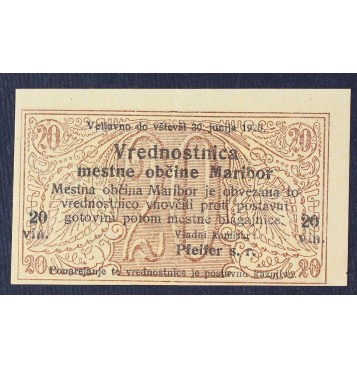 20 20
Veljavno do vštevši 30. junija 1920.
Vrednostnica
mestne občine Maribor
Mestna občina Maribor je obvezana to
vrednostnico vnovčiti proti postavni
gotovini potom mestne blagajnice.
20 Vladni komisar: 20
vin. Pfeifer s. r. vin.
20 20
Ponarejanje te vrednostnice je postavno kaznivo.